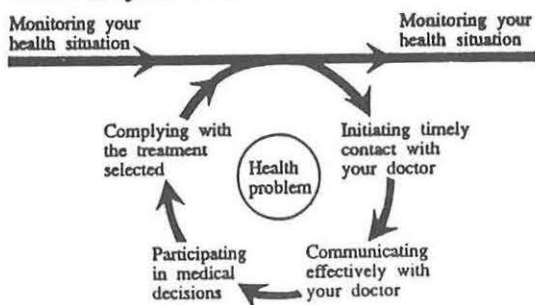 Monitoring your
health situation
Monitoring your
health situation
Complying with
the treatment
selected
Health
problem
Initiating timely
contact with
your doctor
Participating
in medical
decisions
Communicating
effectively with
your doctor